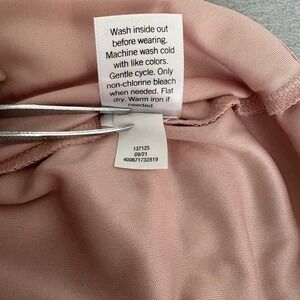 Wash inside out
before wearing.
Machine wash cold
with like colors.
Gentle cycle. Only
non-chlorine bleach
when needed. Flat
dry. Warm iron if
needed.
137125
09/21
400671732819